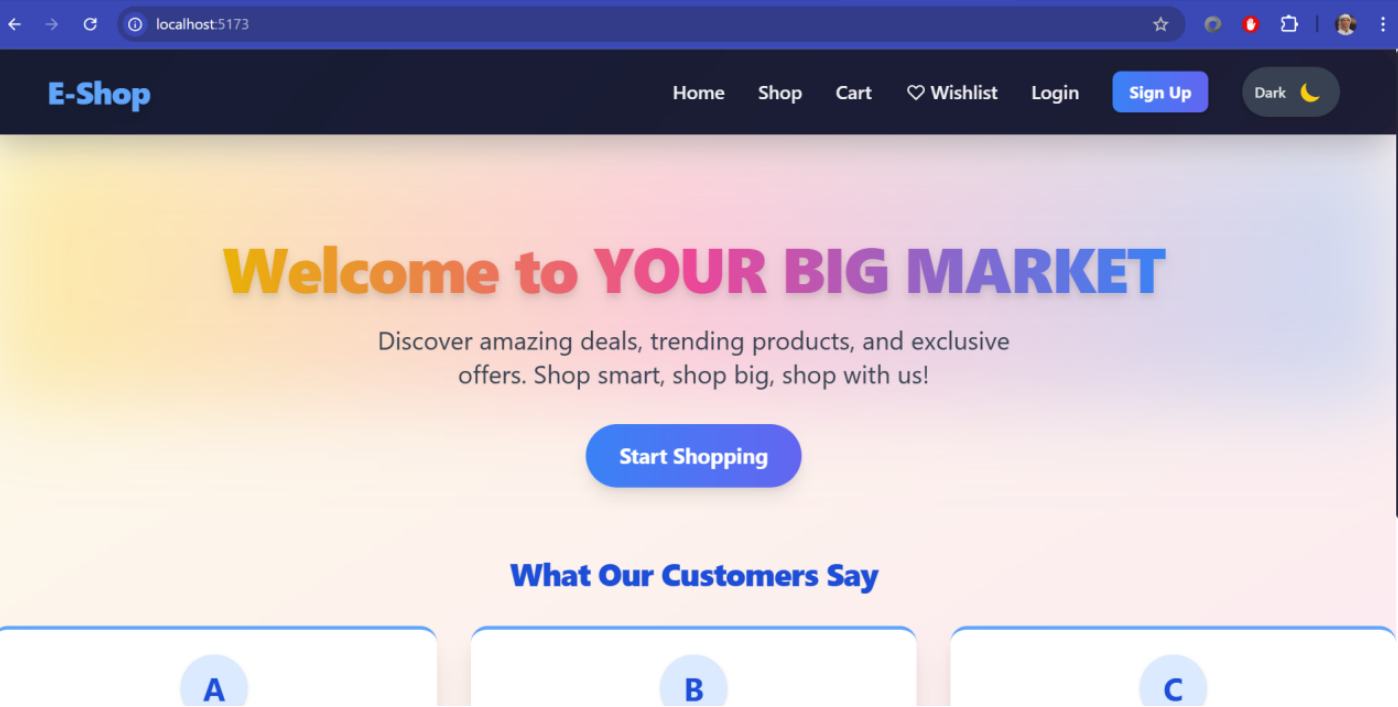 localhost:5173
E-Shop
Home Shop Cart Wishlist Login Sign Up Dark
Welcome to YOUR BIG MARKET
Discover amazing deals, trending products, and exclusive
offers. Shop smart, shop big, shop with us!
Start Shopping
What Our Customers Say
A B C